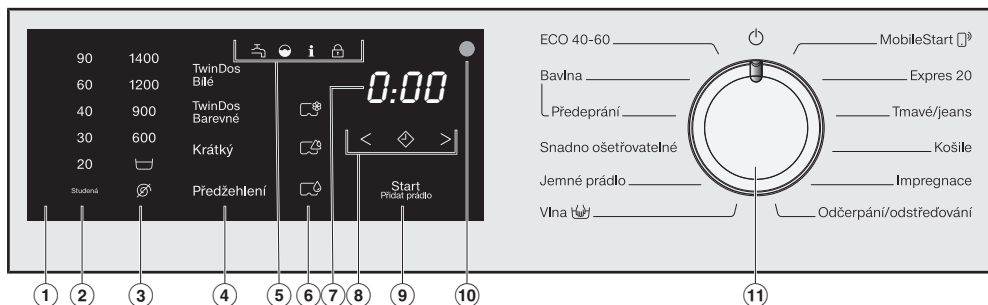 90
60
40
30
20
Studená
1400
1200
900
600
TwinDos
Bílé
TwinDos
Barevné
Krátký
Předžehlení
0:00
< >
Start
Přidat prádlo
ECO 40-60
Bavlna
Předeprání
Snadno ošetřovatelné
Jemné prádlo
Vlna
MobileStart
Expres 20
Tmavé/jeans
Košile
Impregnace
Odčerpání/odstřeďování
1 2 3 4 5 6 7 8 9 10 11